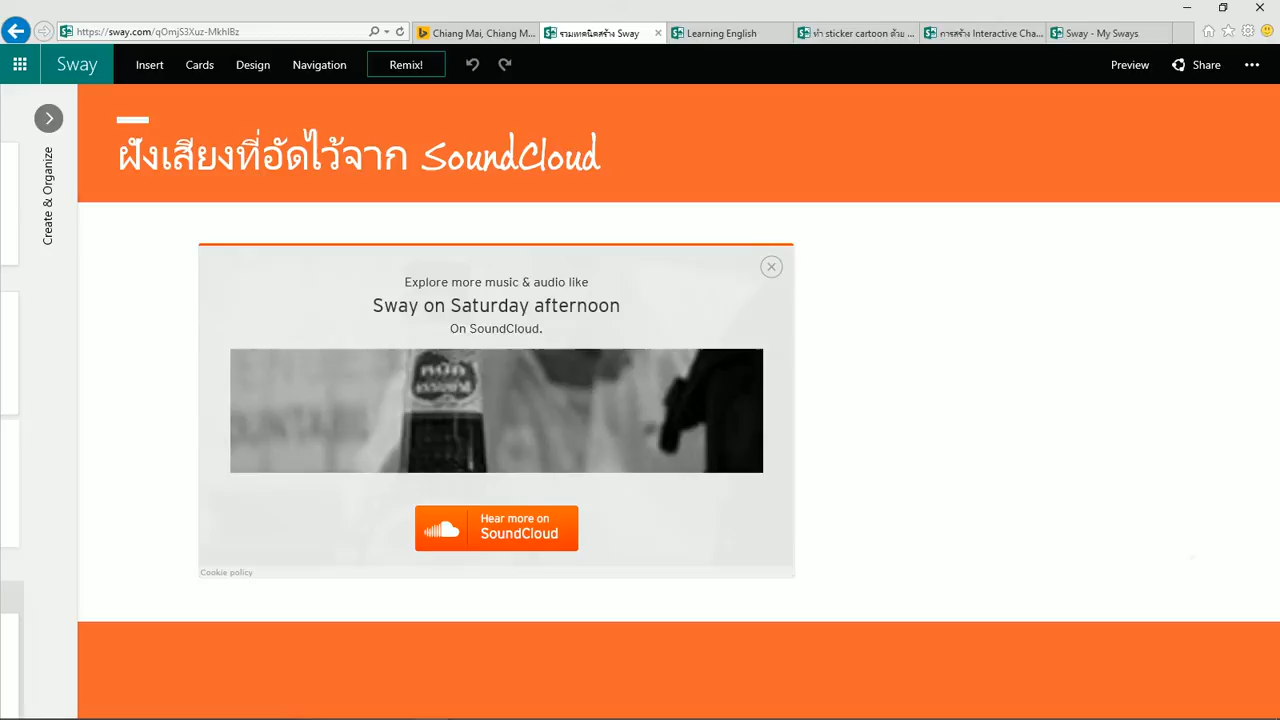 https://sway.com/qOmjS3Xuz-MkhlBz
Chiang Mai, Chiang M...
รวมเทคนิคสร้าง Sway
Learning English
ทำ sticker cartoon ด้วย ...
การสร้าง Interactive Cha...
Sway - My Sways
Sway
Insert
Cards
Design
Navigation
Remix!
Preview
Share
Create & Organize
ฝังเสียงที่อัดไว้จาก SoundCloud
Explore more music & audio like
Sway on Saturday afternoon
On SoundCloud.
Hear more on
SoundCloud
Cookie policy